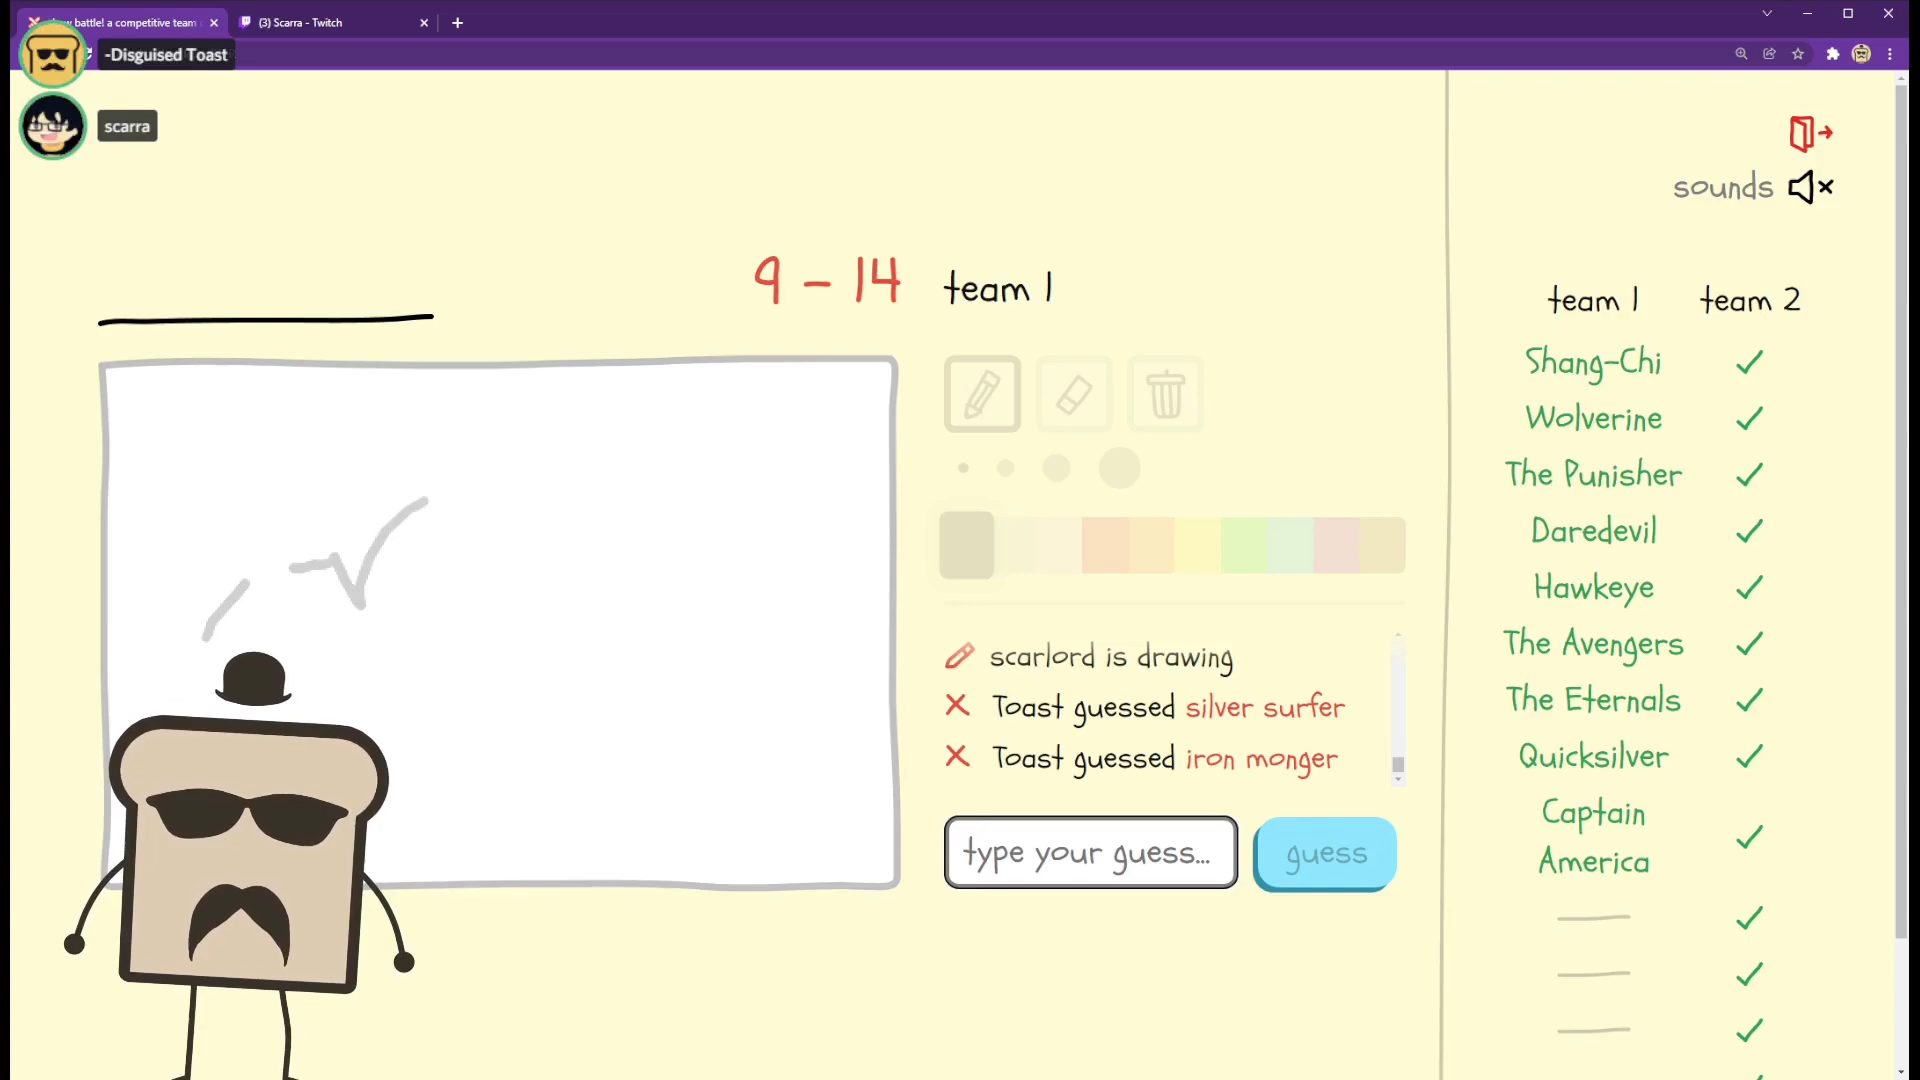 w battle! a competitive team
(3) Scarra - Twitch
-Disguised Toast
scarra
sounds
9 - 14 team 1
team 1 team 2
Shang-Chi
Wolverine
The Punisher
Daredevil
Hawkeye
The Avengers
The Eternals
Quicksilver
Captain
America
scarlord is drawing
Toast guessed silver surfer
Toast guessed iron monger
type your guess...
guess